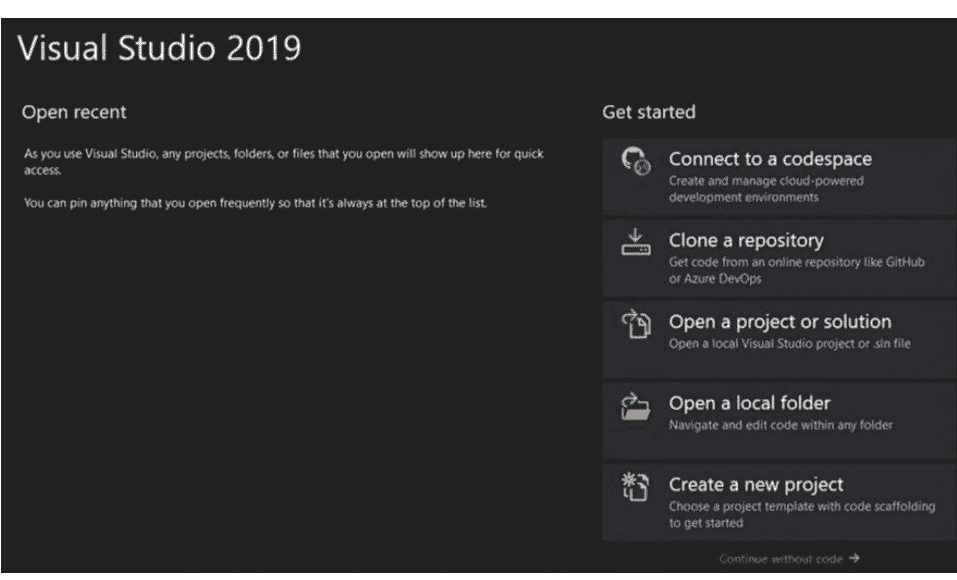 Visual Studio 2019
Open recent
As you use Visual Studio, any projects, folders, or files that you open will show up here for quick
access.
You can pin anything that you open frequently so that it's always at the top of the list.
Get started
Connect to a codespace
Create and manage cloud-powered
development environments
Clone a repository
Get code from an online repository like GitHub
or Azure DevOps
Open a project or solution
Open a local Visual Studio project or .sln file
Open a local folder
Navigate and edit code within any folder
Create a new project
Choose a project template with code scaffolding
to get started
Continue without code →